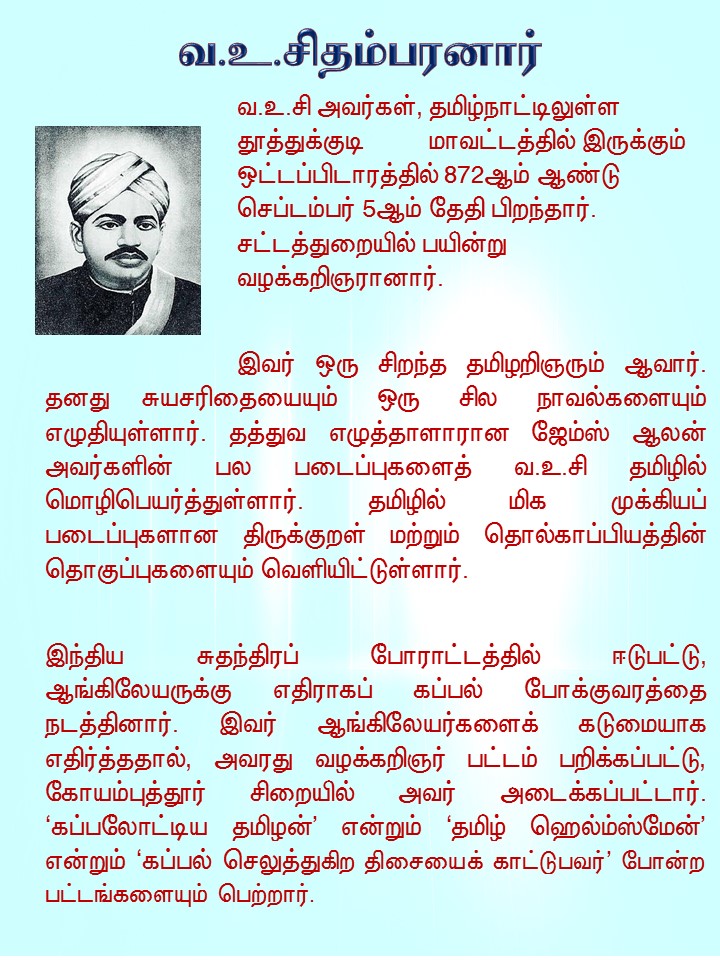 வ.உ.சிதம்பரனார்
வ.உ.சி அவர்கள், தமிழ்நாட்டிலுள்ள
தூத்துக்குடி மாவட்டத்தில் இருக்கும்
ஒட்டப்பிடாரத்தில் 872ஆம் ஆண்டு
செப்டம்பர் 5ஆம் தேதி பிறந்தார்.
சட்டத்துறையில் பயின்று
வழக்கறிஞரானார்.
இவர் ஒரு சிறந்த தமிழறிஞரும் ஆவார்.
தனது சுயசரிதையையும் ஒரு சில நாவல்களையும்
எழுதியுள்ளார். தத்துவ எழுத்தாளாரான ஜேம்ஸ் ஆலன்
அவர்களின் பல படைப்புகளைத் வ.உ.சி தமிழில்
மொழிபெயர்த்துள்ளார். தமிழில் மிக முக்கியப்
படைப்புகளான திருக்குறள் மற்றும் தொல்காப்பியத்தின்
தொகுப்புகளையும் வெளியிட்டுள்ளார்.
இந்திய சுதந்திரப் போராட்டத்தில் ஈடுபட்டு,
ஆங்கிலேயருக்கு எதிராகப் கப்பல் போக்குவரத்தை
நடத்தினார். இவர் ஆங்கிலேயர்களைக் கடுமையாக
எதிர்த்ததால், அவரது வழக்கறிஞர் பட்டம் பறிக்கப்பட்டு,
கோயம்புத்தூர் சிறையில் அவர் அடைக்கப்பட்டார்.
‘கப்பலோட்டிய தமிழன்’ என்றும் ‘தமிழ் ஹெல்ம்ஸ்மேன்’
என்றும் ‘கப்பல் செலுத்துகிற திசையைக் காட்டுபவர்’ போன்ற
பட்டங்களையும் பெற்றார்.